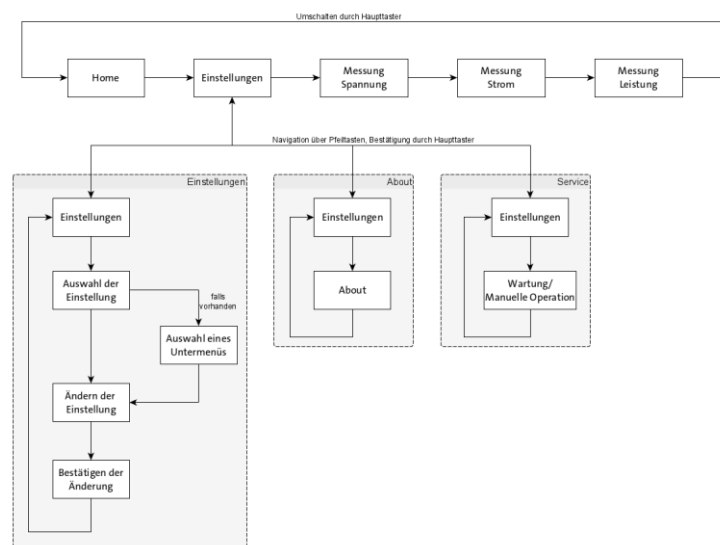 Umschalten durch Haupttaster
Home
Einstellungen
Messung
Spannung
Messung
Strom
Messung
Leistung
Navigation über Pfeiltasten, Bestätigung durch Haupttaster
Einstellungen
Einstellungen
Auswahl der
Einstellung
falls
vorhanden
Auswahl eines
Untermenüs
Ändern der
Einstellung
Bestätigen der
Änderung
About
Einstellungen
About
Service
Einstellungen
Wartung/
Manuelle Operation